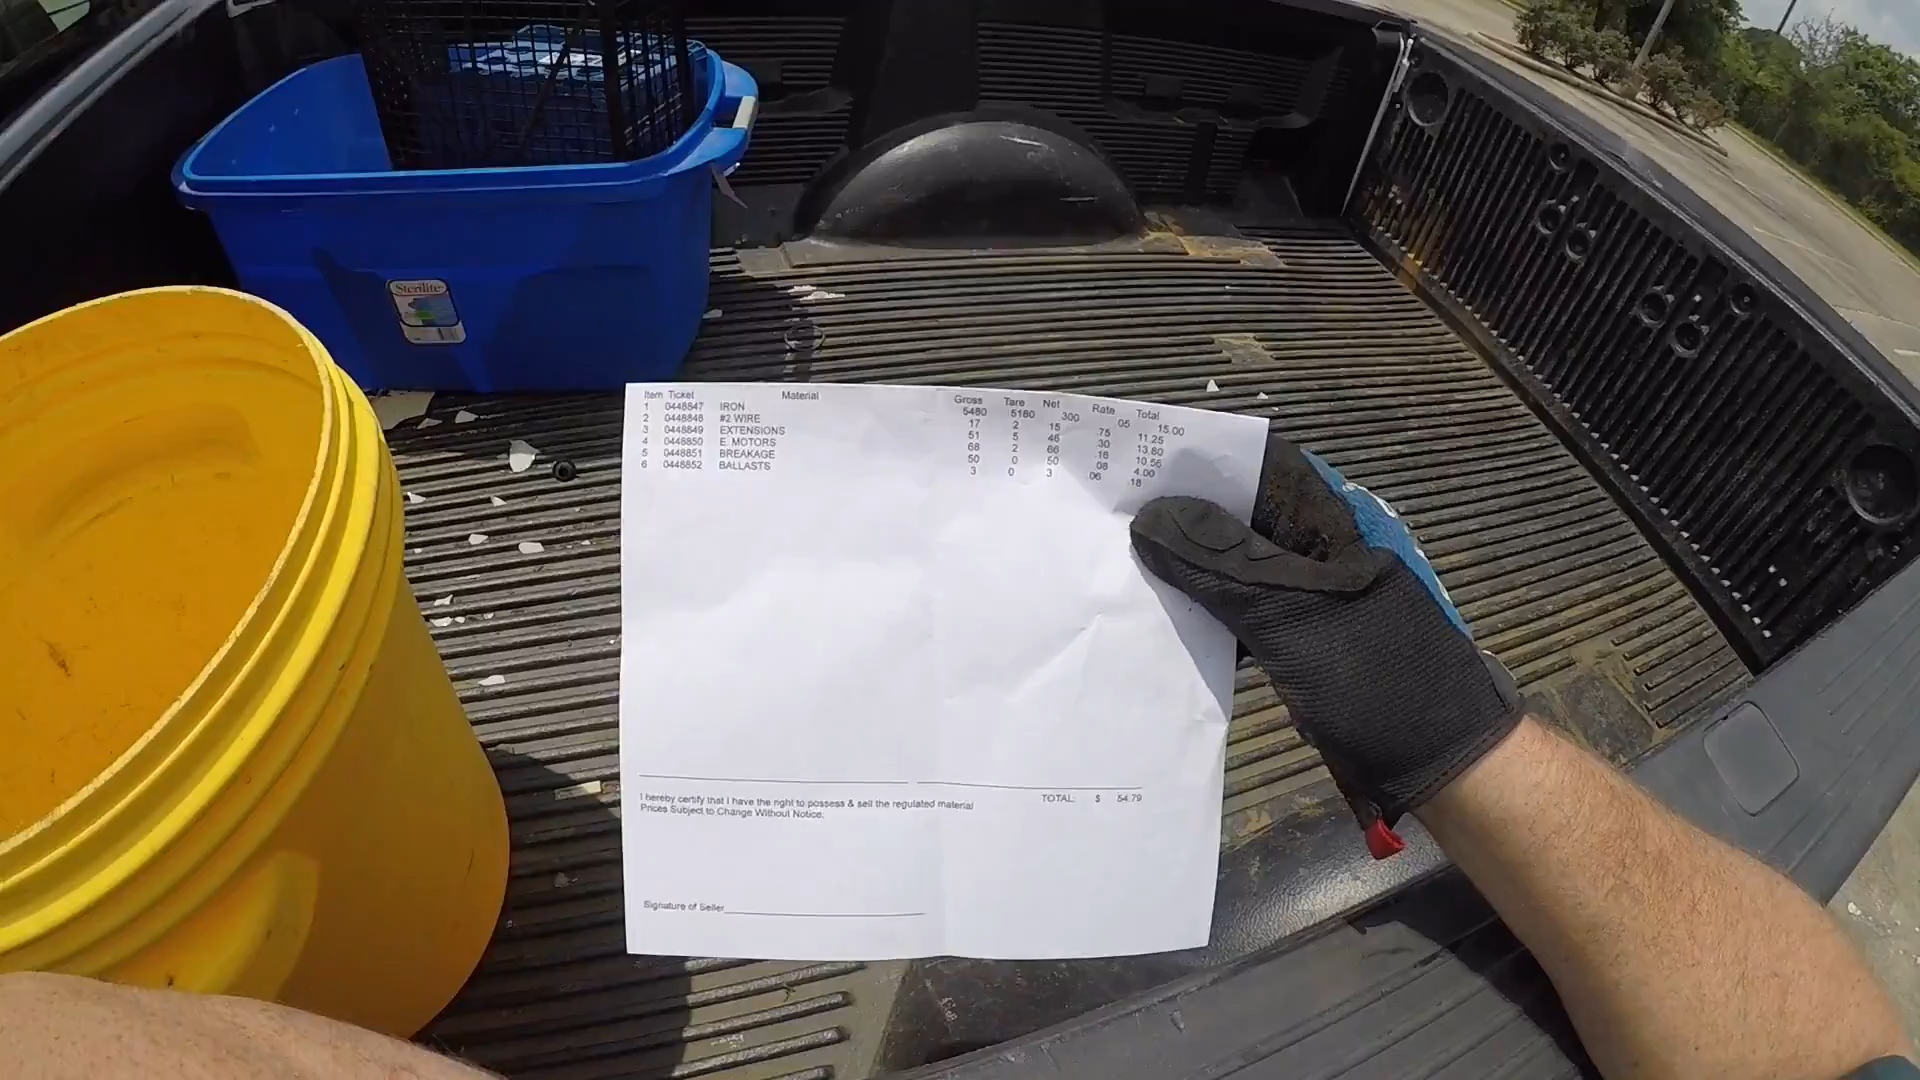 Sterilite
Item Ticket Material Gross Tare Net Rate Total
1 0448847 IRON 5480 5180 300 .05 15.00
2 0448848 #2 WIRE 17 2 15 .75 11.25
3 0448849 EXTENSIONS 51 5 46 .30 13.80
4 0448850 E. MOTORS 68 2 66 .16 10.56
5 0448851 BREAKAGE 50 0 50 .08 4.00
6 0448852 BALLASTS 3 0 3 .06 .18
TOTAL: $ 54.79
I hereby certify that I have the right to possess & sell the regulated material
Prices Subject to Change Without Notice.
Signature of Seller